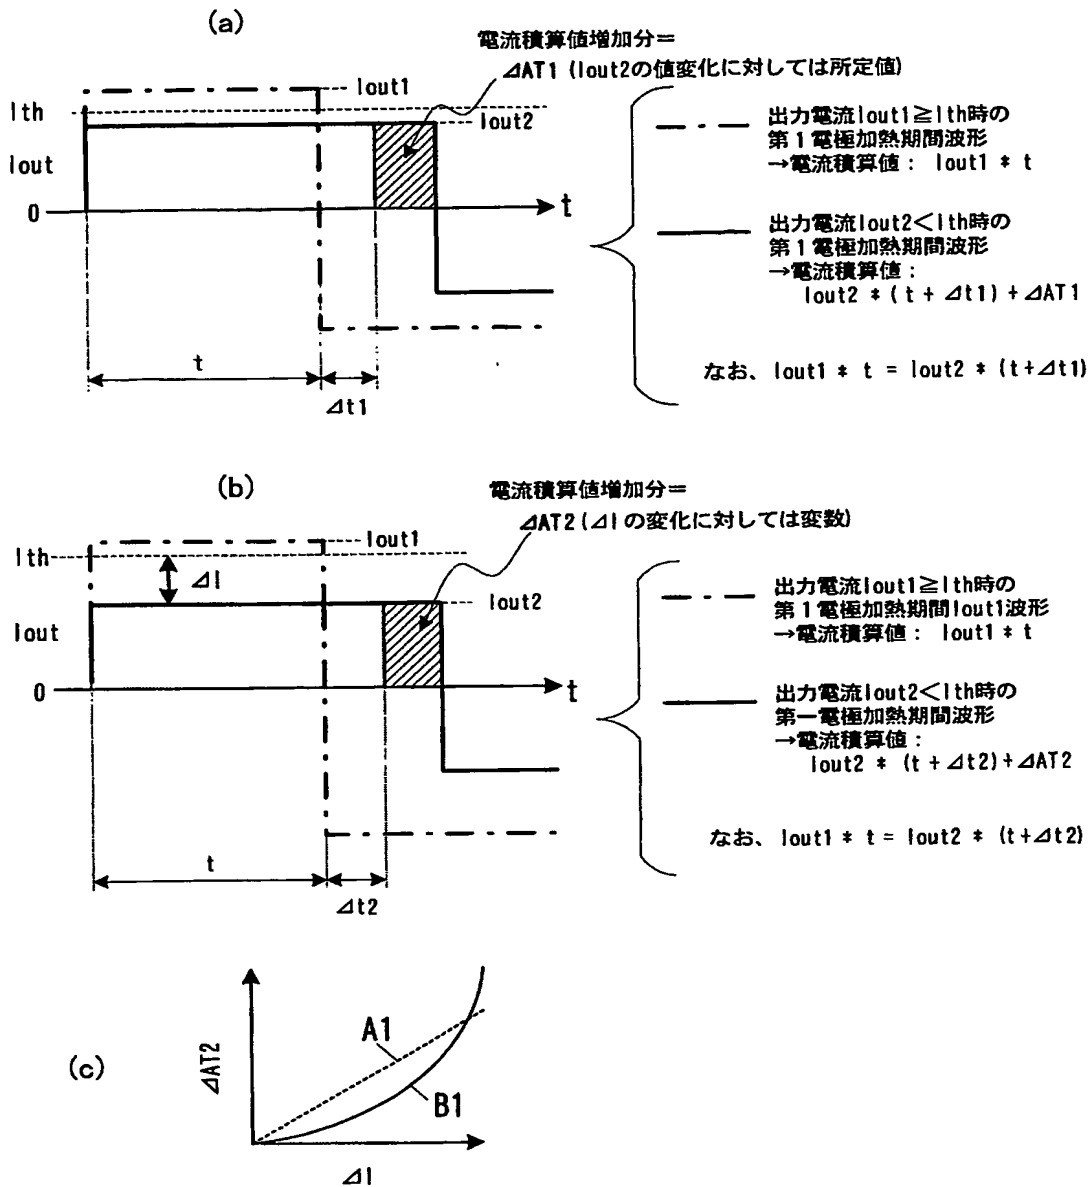 (a)
電流積算値増加分＝
⊿AT1 (Iout2の値変化に対しては所定値)
Iout1
Ith
Iout2
Iout
0
t
t
⊿t1
出力電流Iout1≧Ith時の
第１電極加熱期間波形
→電流積算値： Iout1 * t
出力電流Iout2＜Ith時の
第１電極加熱期間波形
→電流積算値：
Iout2 * (t + ⊿t1) + ⊿AT1
なお、Iout1 * t = Iout2 * (t+⊿t1)
(b)
電流積算値増加分＝
⊿AT2 (⊿Iの変化に対しては変数)
Iout1
Ith
⊿I
Iout2
Iout
0
t
t
⊿t2
出力電流Iout1≧Ith時の
第１電極加熱期間Iout1波形
→電流積算値： Iout1 * t
出力電流Iout2＜Ith時の
第一電極加熱期間波形
→電流積算値：
Iout2 * (t + ⊿t2) + ⊿AT2
なお、Iout1 * t = Iout2 * (t+⊿t2)
(c)
⊿AT2
A1
B1
⊿I